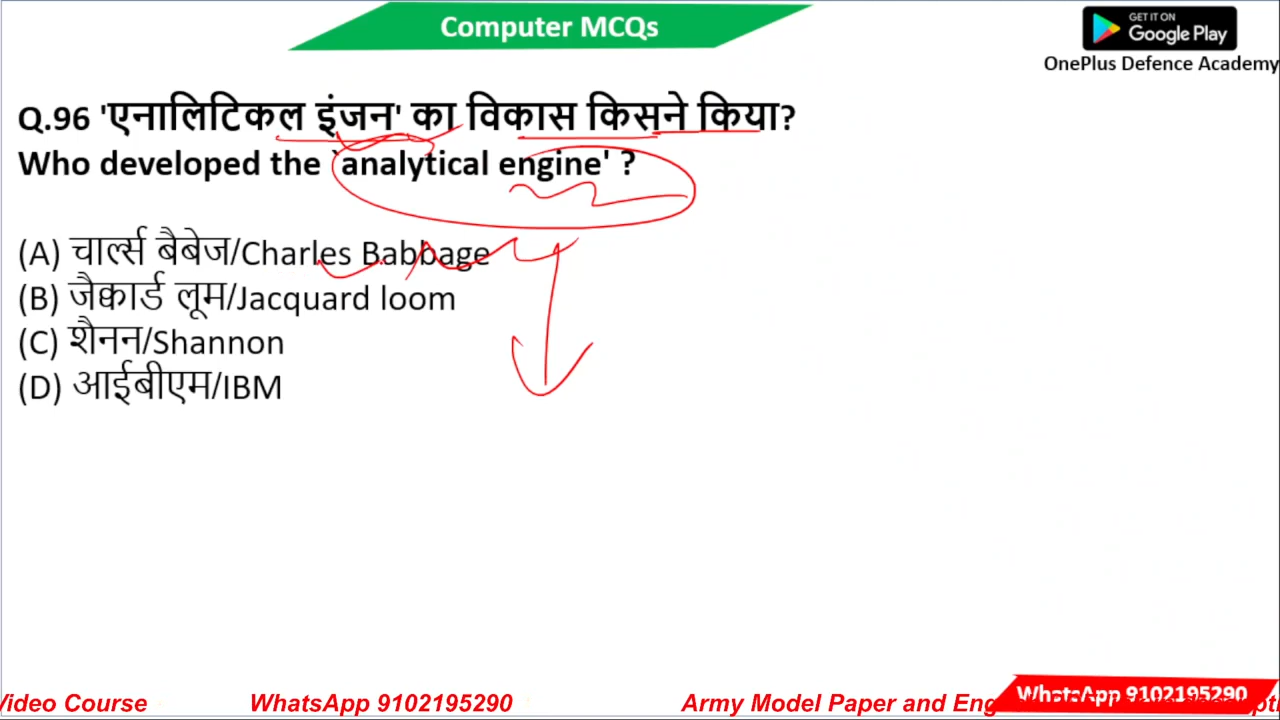 Computer MCQs
GET IT ON
Google Play
OnePlus Defence Academy
Q.96 'एनालिटिकल इंजन' का विकास किसने किया?
Who developed the `analytical engine' ?
(A) चार्ल्स बैबेज/Charles Babbage
(B) जैक्कार्ड लूम/Jacquard loom
(C) शैनन/Shannon
(D) आईबीएम/IBM
WhatsApp 9102195290
Video Course WhatsApp 9102195290 Army Model Paper and